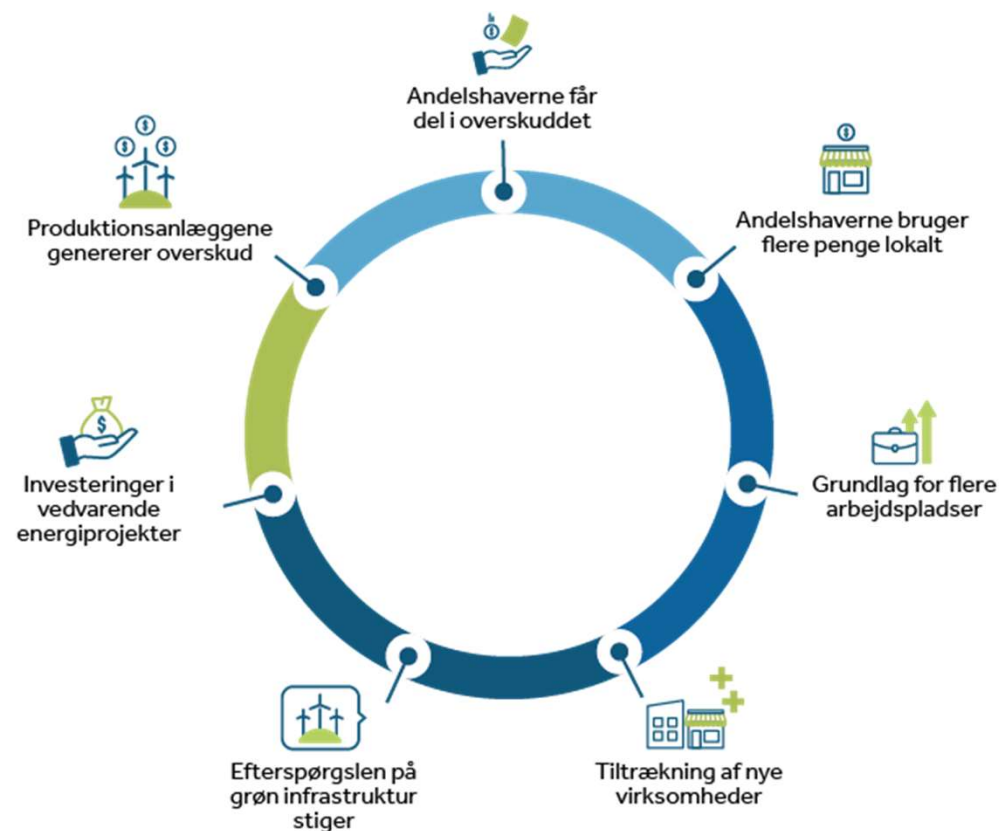 Andelshaverne får
del i overskuddet
Andelshaverne bruger
flere penge lokalt
Grundlag for flere
arbejdspladser
Tiltrækning af nye
virksomheder
Efterspørgslen på
grøn infrastruktur
stiger
Investeringer i
vedvarende
energiprojekter
Produktionsanlæggene
genererer overskud